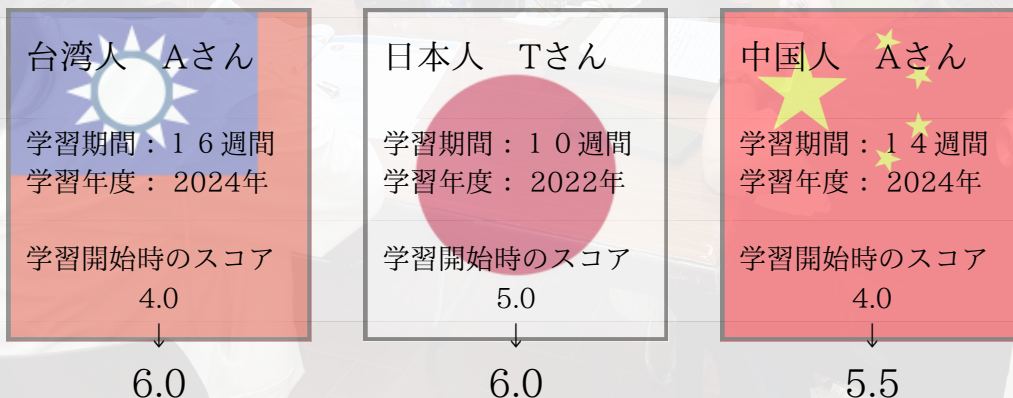 台湾人　Aさん
学習期間：１６週間
学習年度： 2024年
学習開始時のスコア
4.0
↓
6.0
日本人　Tさん
学習期間：１０週間
学習年度： 2022年
学習開始時のスコア
5.0
↓
6.0
中国人　Aさん
学習期間：１４週間
学習年度： 2024年
学習開始時のスコア
4.0
↓
5.5